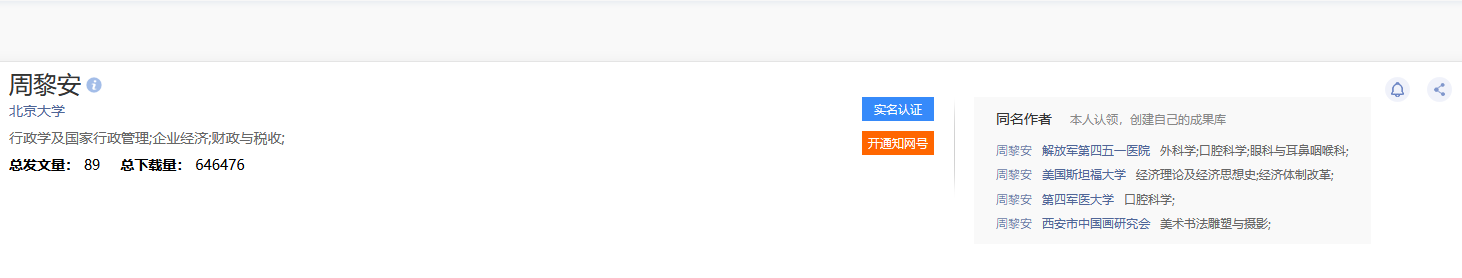 周黎安
北京大学
行政学及国家行政管理;企业经济;财政与税收;
总发文量: 89 总下载量: 646476
实名认证
开通知网号
同名作者 本人认领，创建自己的成果库
周黎安 解放军第四五一医院 外科学;口腔科学;眼科与耳鼻咽喉科;
周黎安 美国斯坦福大学 经济理论及经济思想史;经济体制改革;
周黎安 第四军医大学 口腔科学;
周黎安 西安市中国画研究会 美术书法雕塑与摄影;